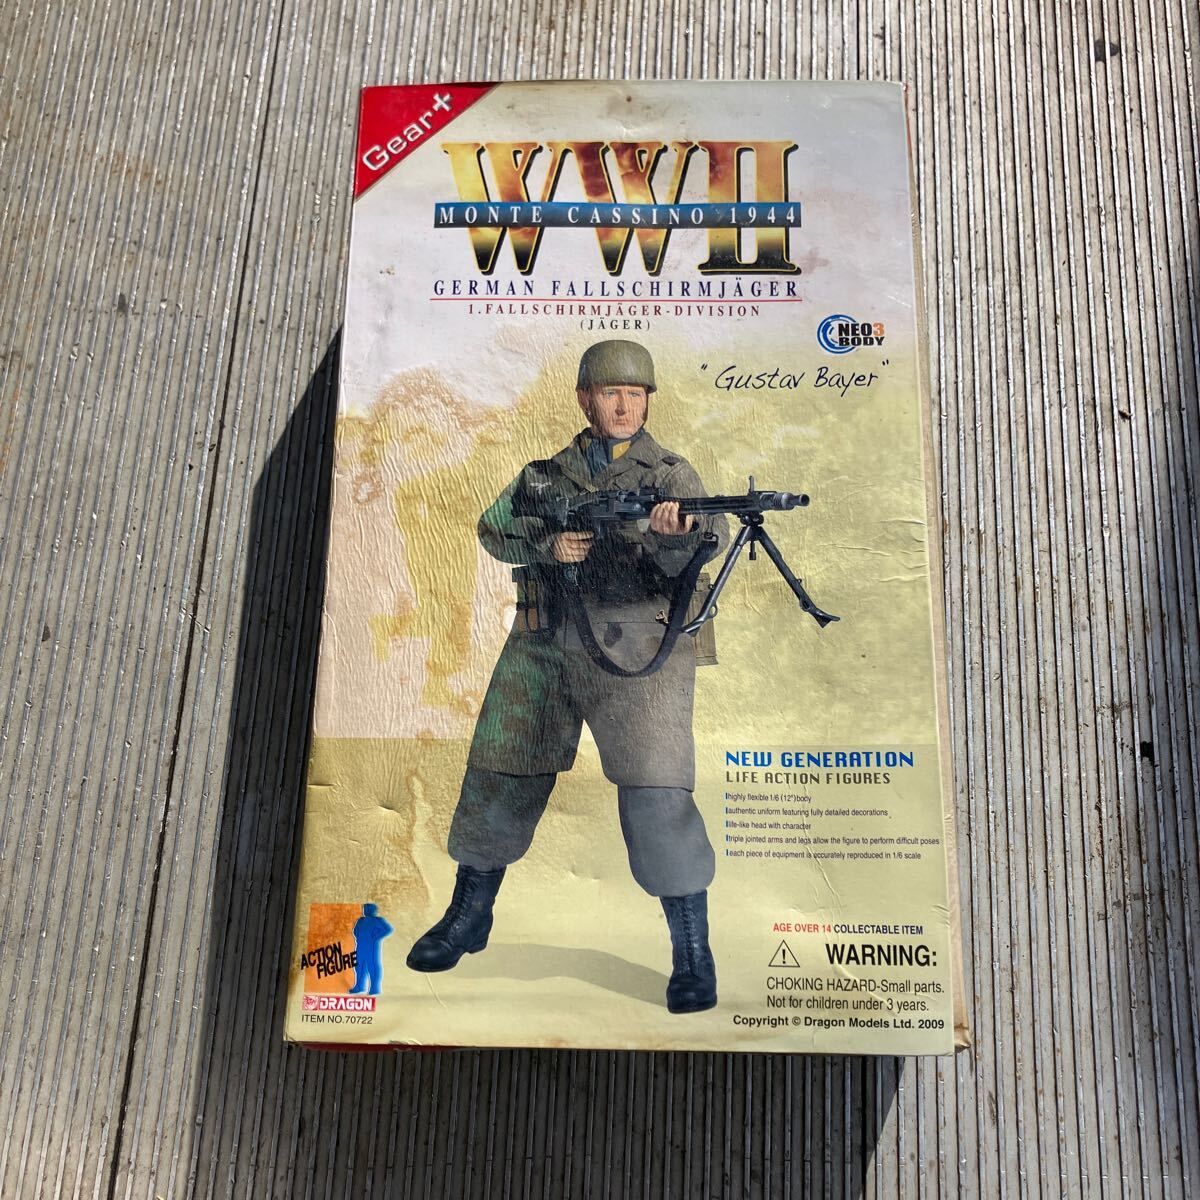 Gear+
WWII
MONTE CASSINO 1944
GERMAN FALLSCHIRMJÄGER
1.FALLSCHIRMJÄGER-DIVISION
(JÄGER)
NEO3
BODY
"Gustav Bayer"
NEW GENERATION
LIFE ACTION FIGURES
highly flexible 1/6 (12") body
authentic uniform featuring fully detailed decorations
life-like head with character
triple jointed arms and legs allow the figure to perform difficult poses
each piece of equipment is accurately reproduced in 1/6 scale
AGE OVER 14 COLLECTABLE ITEM
WARNING:
CHOKING HAZARD-Small parts.
Not for children under 3 years.
Copyright © Dragon Models Ltd. 2009
ACTION
FIGURE
DRAGON
ITEM NO.70722